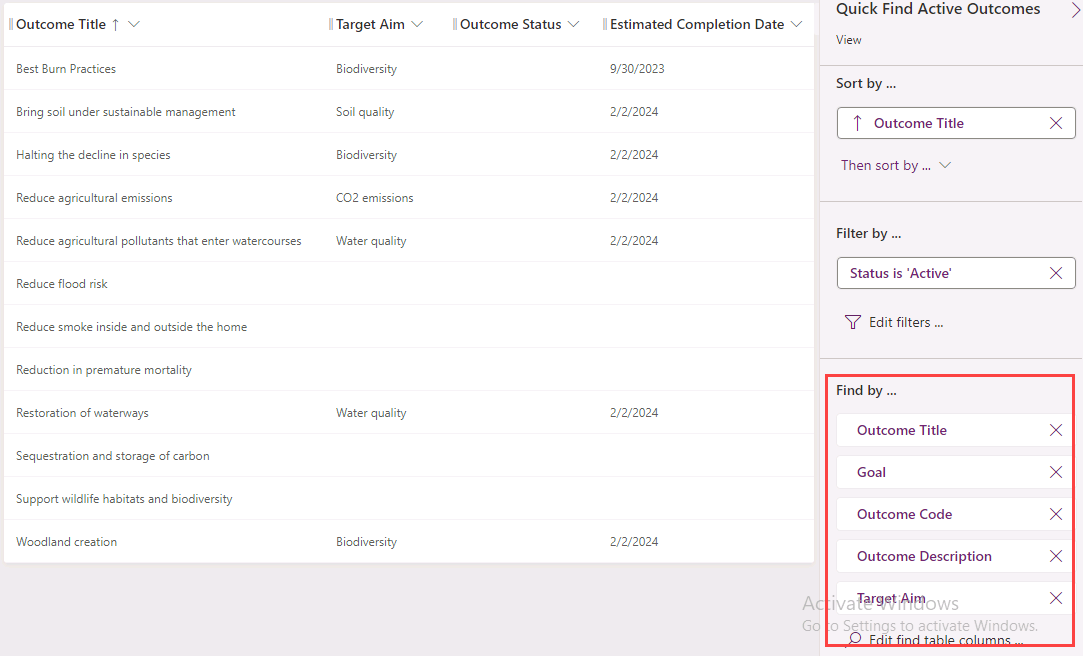 Outcome Title Target Aim Outcome Status Estimated Completion Date
Best Burn Practices Biodiversity 9/30/2023
Bring soil under sustainable management Soil quality 2/2/2024
Halting the decline in species Biodiversity 2/2/2024
Reduce agricultural emissions CO2 emissions 2/2/2024
Reduce agricultural pollutants that enter watercourses Water quality 2/2/2024
Reduce flood risk
Reduce smoke inside and outside the home
Reduction in premature mortality
Restoration of waterways Water quality 2/2/2024
Sequestration and storage of carbon
Support wildlife habitats and biodiversity
Woodland creation Biodiversity 2/2/2024
Quick Find Active Outcomes
View
Sort by ...
Outcome Title
Then sort by ...
Filter by ...
Status is 'Active'
Edit filters ...
Find by ...
Outcome Title
Goal
Outcome Code
Outcome Description
Target Aim
Activate Windows
Go to Settings to activate Windows.
Edit find table columns ...